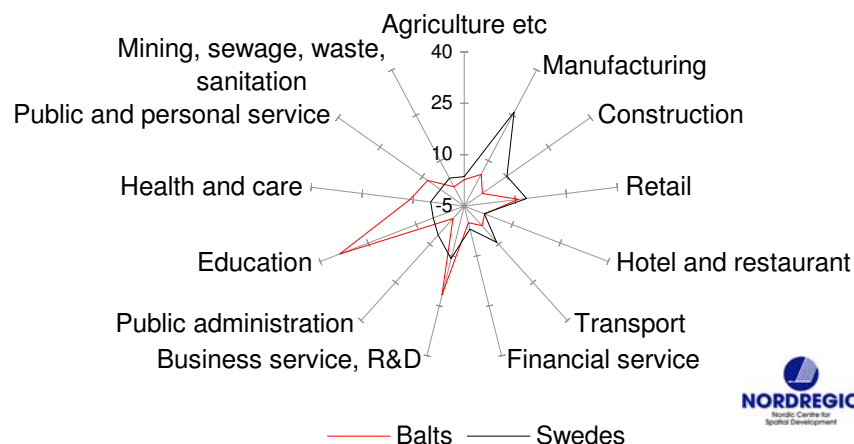 Agriculture etc
40
Mining, sewage, waste,
sanitation
Manufacturing
25
Public and personal service
Construction
10
Health and care
Retail
-5
Education
Hotel and restaurant
Public administration
Transport
Business service, R&D
Financial service
NORDREGIO
Nordic Centre for
Spatial Development
Balts
Swedes